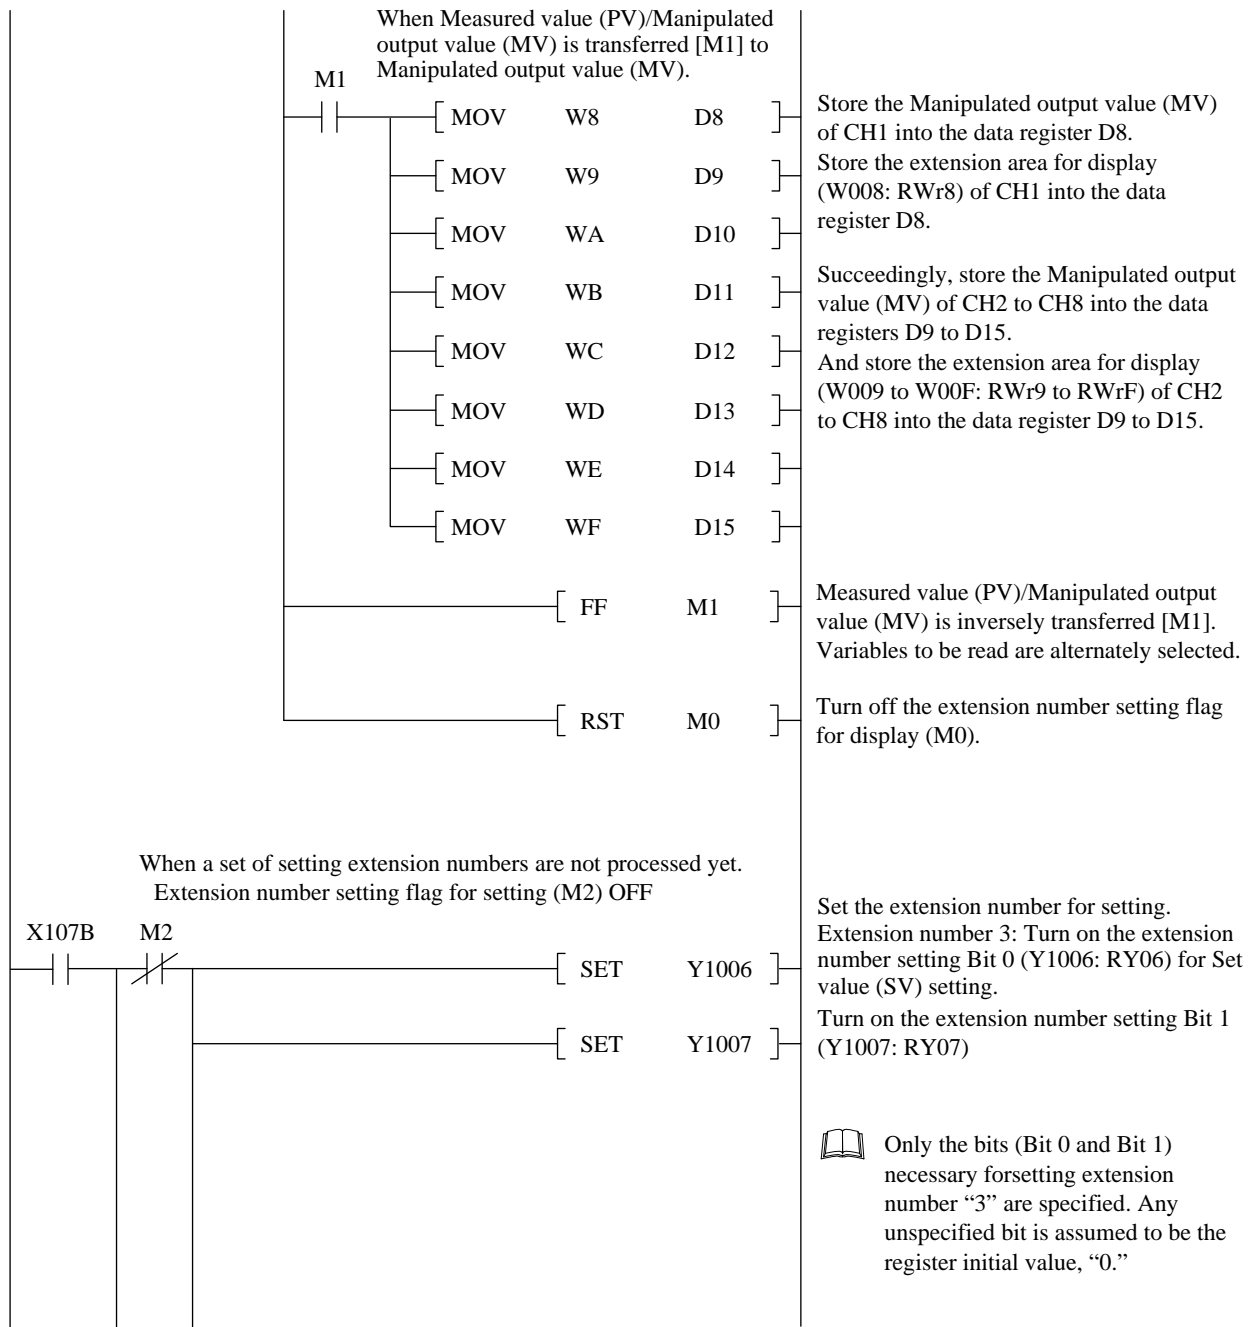 When Measured value (PV)/Manipulated
output value (MV) is transferred [M1] to
Manipulated output value (MV).
M1
MOV W8 D8
Store the Manipulated output value (MV)
of CH1 into the data register D8.
MOV W9 D9
Store the extension area for display
(W008: RWr8) of CH1 into the data
register D8.
MOV WA D10
MOV WB D11
Succeedingly, store the Manipulated output
value (MV) of CH2 to CH8 into the data
registers D9 to D15.
MOV WC D12
And store the extension area for display
(W009 to W00F: RWr9 to RWrF) of CH2
to CH8 into the data register D9 to D15.
MOV WD D13
MOV WE D14
MOV WF D15
FF M1
Measured value (PV)/Manipulated output
value (MV) is inversely transferred [M1].
Variables to be read are alternately selected.
RST M0
Turn off the extension number setting flag
for display (M0).
When a set of setting extension numbers are not processed yet.
Extension number setting flag for setting (M2) OFF
X107B M2
SET Y1006
Set the extension number for setting.
Extension number 3: Turn on the extension
number setting Bit 0 (Y1006: RY06) for Set
value (SV) setting.
SET Y1007
Turn on the extension number setting Bit 1
(Y1007: RY07)
Only the bits (Bit 0 and Bit 1)
necessary forsetting extension
number “3” are specified. Any
unspecified bit is assumed to be the
register initial value, “0.”